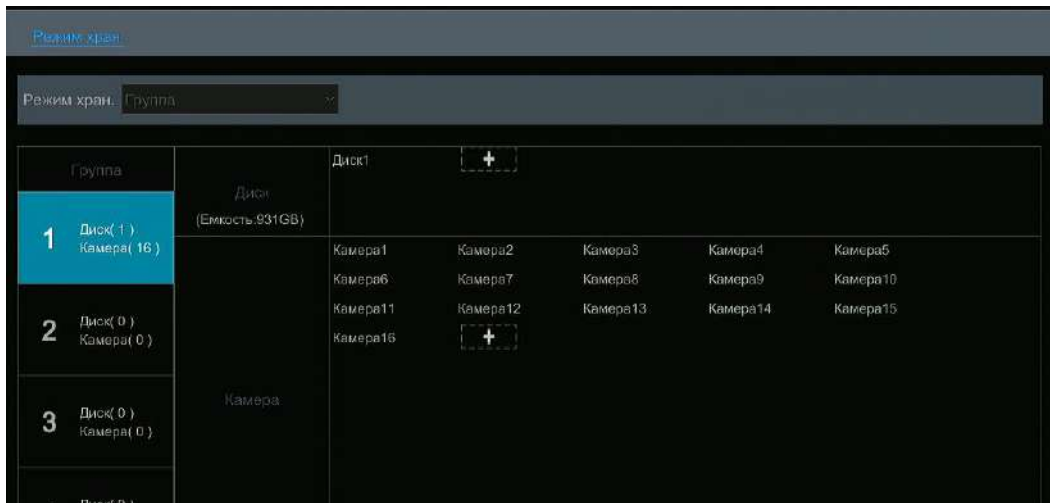 Режим хран.
Режим хран. Группа
Группа
1 Диск( 1 )
Камера( 16 )
2 Диск( 0 )
Камера( 0 )
3 Диск( 0 )
Камера( 0 )
Диск( 0 )
Диск
(Емкость:931GB)
Диск1 +
Камера
Камера1 Камера2 Камера3 Камера4 Камера5
Камера6 Камера7 Камера8 Камера9 Камера10
Камера11 Камера12 Камера13 Камера14 Камера15
Камера16 +